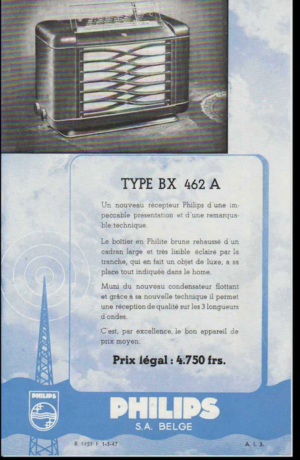 TYPE BX 462 A
Un nouveau récepteur Philips d'une im-
peccable présentation et d'une remarqua-
ble technique.
Le boîtier en Philite brune rehaussé d'un
cadran large et très lisible éclairé par la
tranche, qui en fait un objet de luxe, a sa
place tout indiquée dans le home.
Muni du nouveau condensateur flottant
et grâce à sa nouvelle technique il permet
une réception de qualité sur les 3 longueurs
d'ondes.
C'est, par excellence, le bon appareil de
prix moyen.
Prix légal : 4.750 frs.
PHILIPS
PHILIPS
S.A. BELGE
A. I. S.